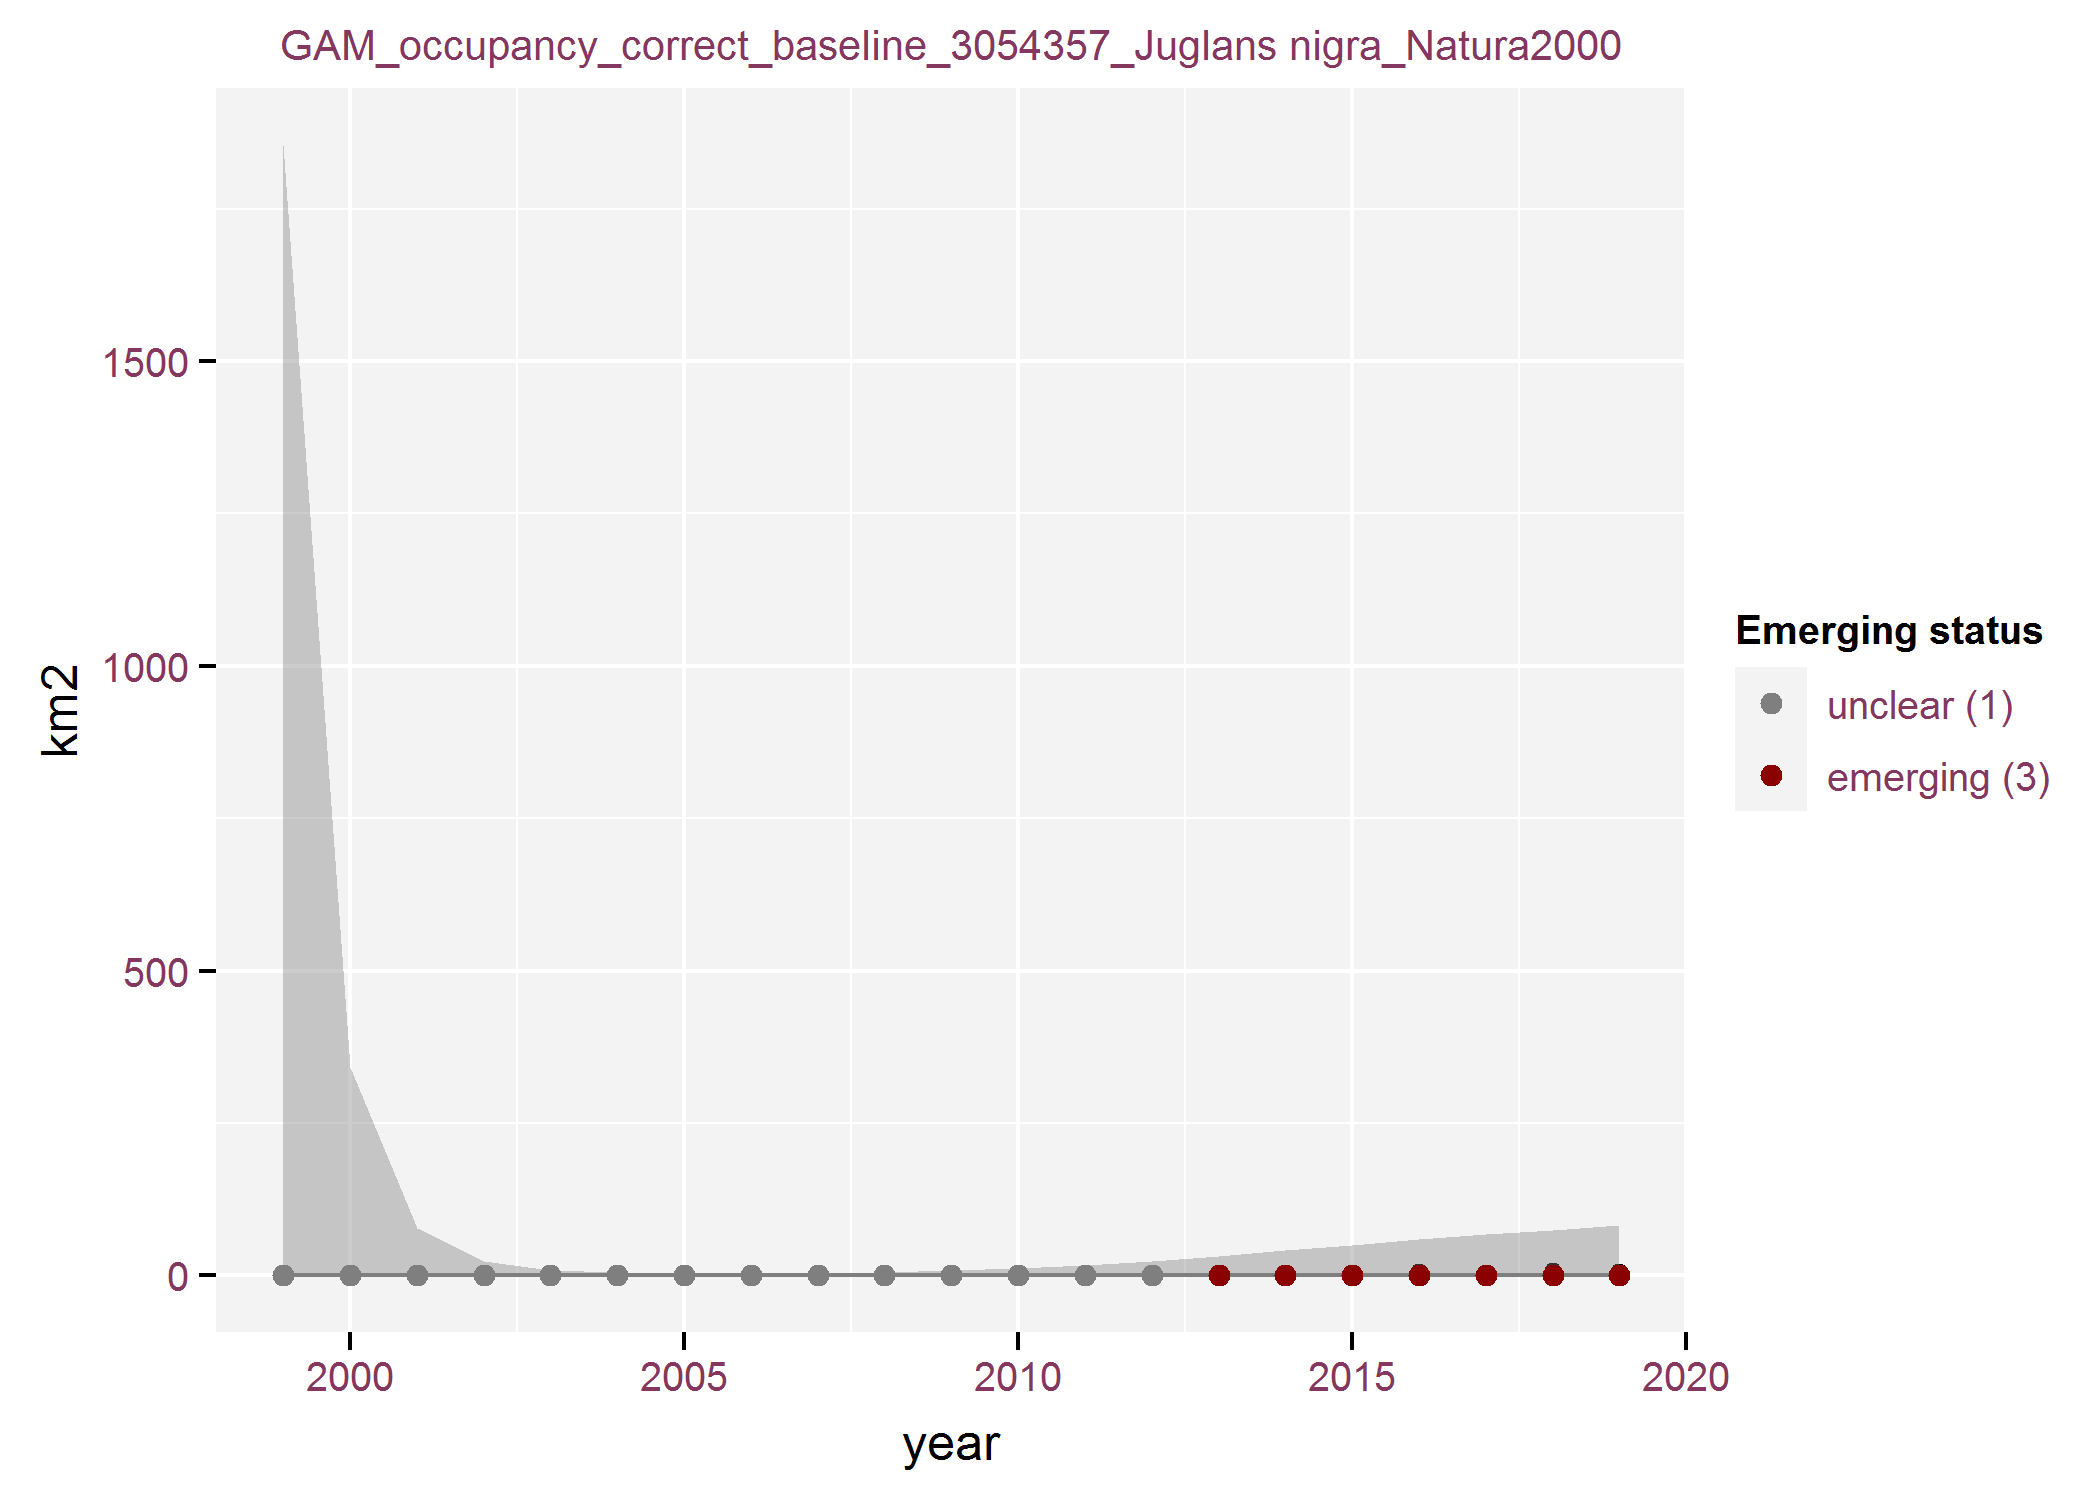 GAM_occupancy_correct_baseline_3054357_Juglans nigra_Natura2000
1500
1000
500
0
km2
2000 2005 2010 2015 2020
year
Emerging status
unclear (1)
emerging (3)